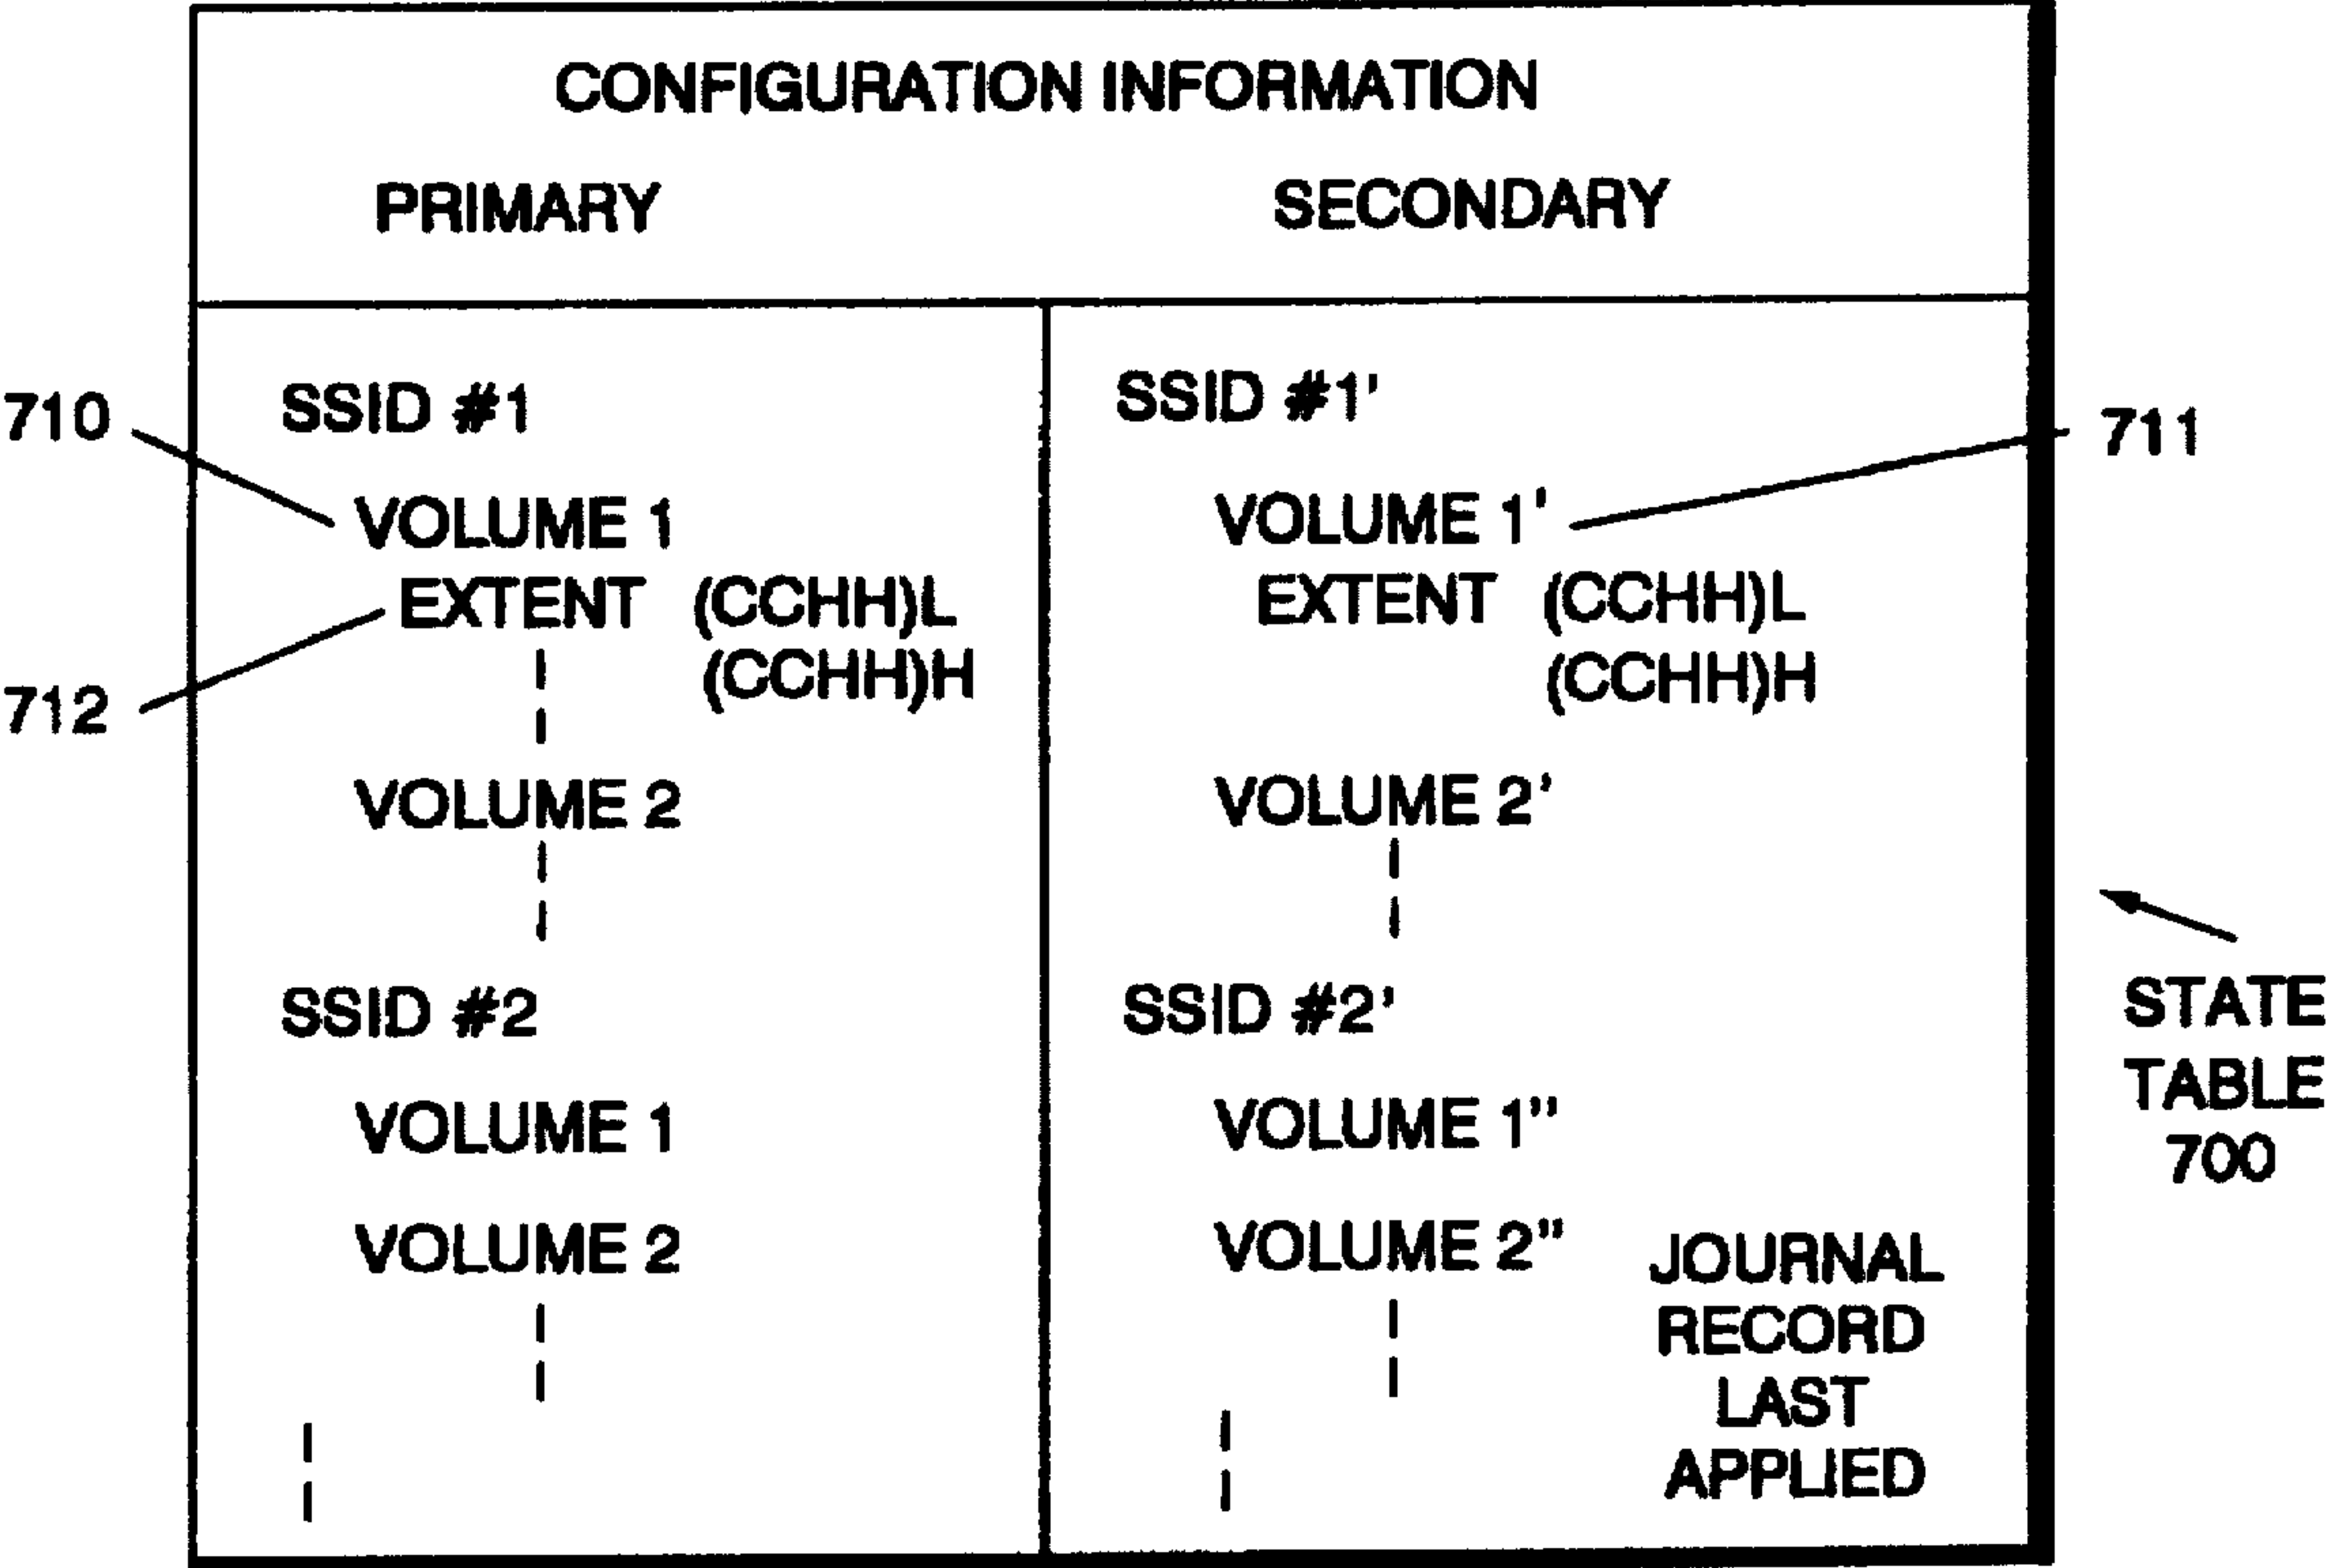 CONFIGURATION INFORMATION
PRIMARY SECONDARY
710
SSID #1
VOLUME 1
EXTENT (CCHH)L
(CCHH)H
712
VOLUME 2
SSID #2
VOLUME 1
VOLUME 2
SSID #1'
711
VOLUME 1'
EXTENT (CCHH)L
(CCHH)H
VOLUME 2'
SSID #2'
VOLUME 1"
VOLUME 2"
JOURNAL
RECORD
LAST
APPLIED
STATE
TABLE
700